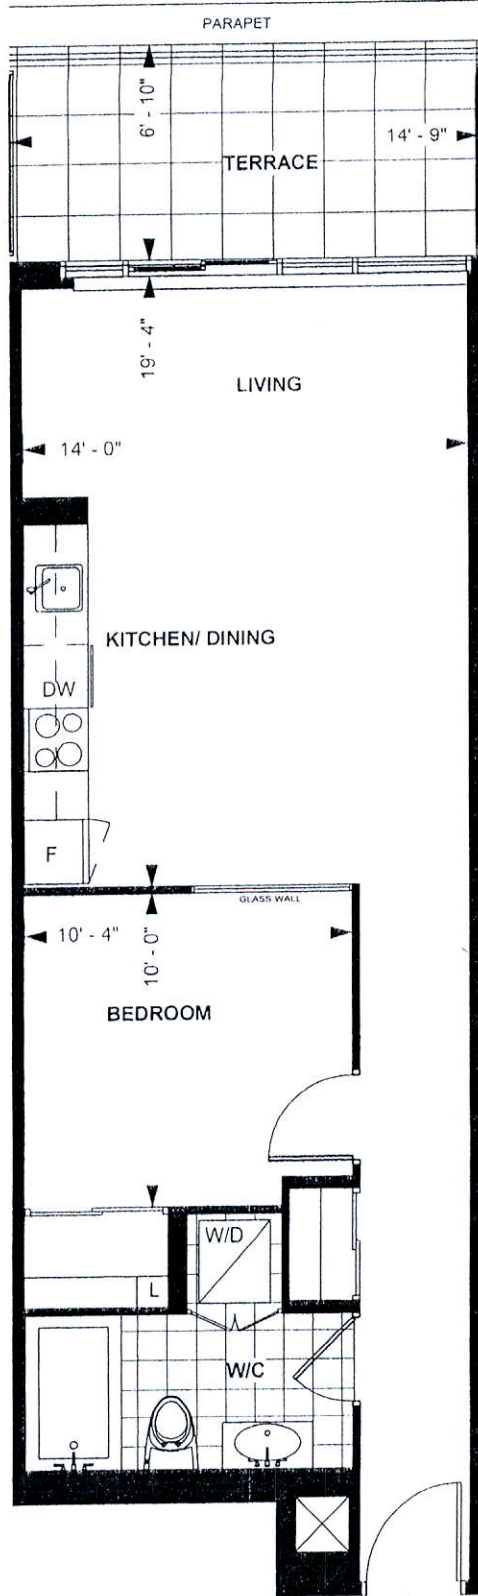 PARAPET
6' - 10"
14' - 9"
TERRACE
19' - 4"
LIVING
14' - 0"
KITCHEN/ DINING
DW
F
GLASS WALL
10' - 4"
10' - 0"
BEDROOM
W/D
L
W/C